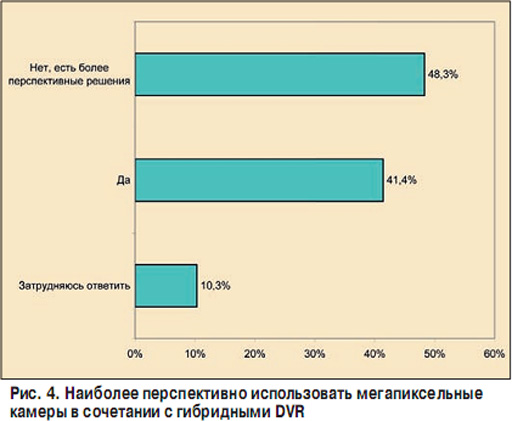 Нет, есть более
перспективные решения
48,3%
Да
41,4%
Затрудняюсь ответить
10,3%
0% 10% 20% 30% 40% 50% 60%
Рис. 4. Наиболее перспективно использовать мегапиксельные
камеры в сочетании с гибридными DVR